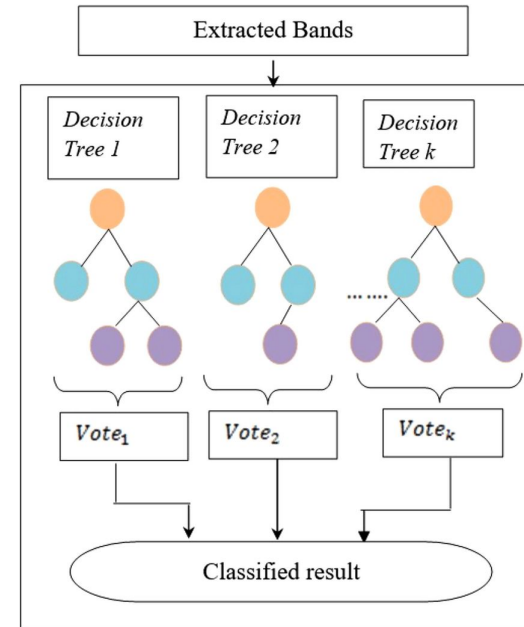 Extracted Bands
Decision
Tree 1
Decision
Tree 2
Decision
Tree k
... ....
Vote₁
Vote₂
Voteₖ
Classified result